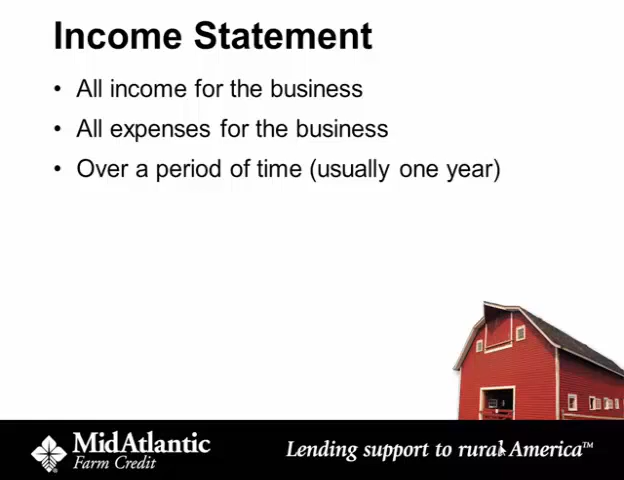 Income Statement
• All income for the business
• All expenses for the business
• Over a period of time (usually one year)
MidAtlantic
Farm Credit
Lending support to rural America™